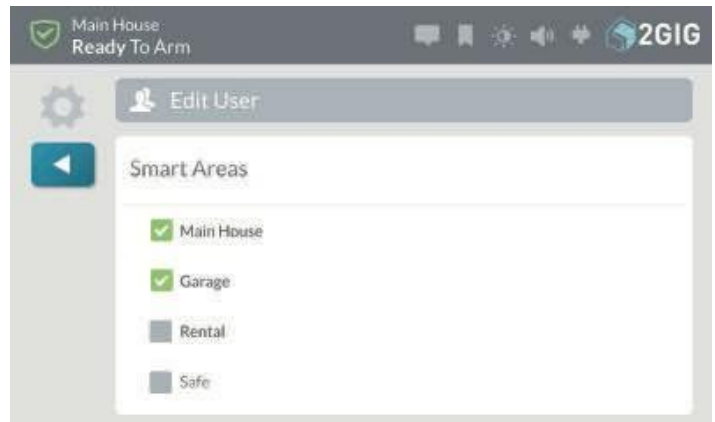 Main House
Ready To Arm
2GIG
Edit User
Smart Areas
Main House
Garage
Rental
Safe